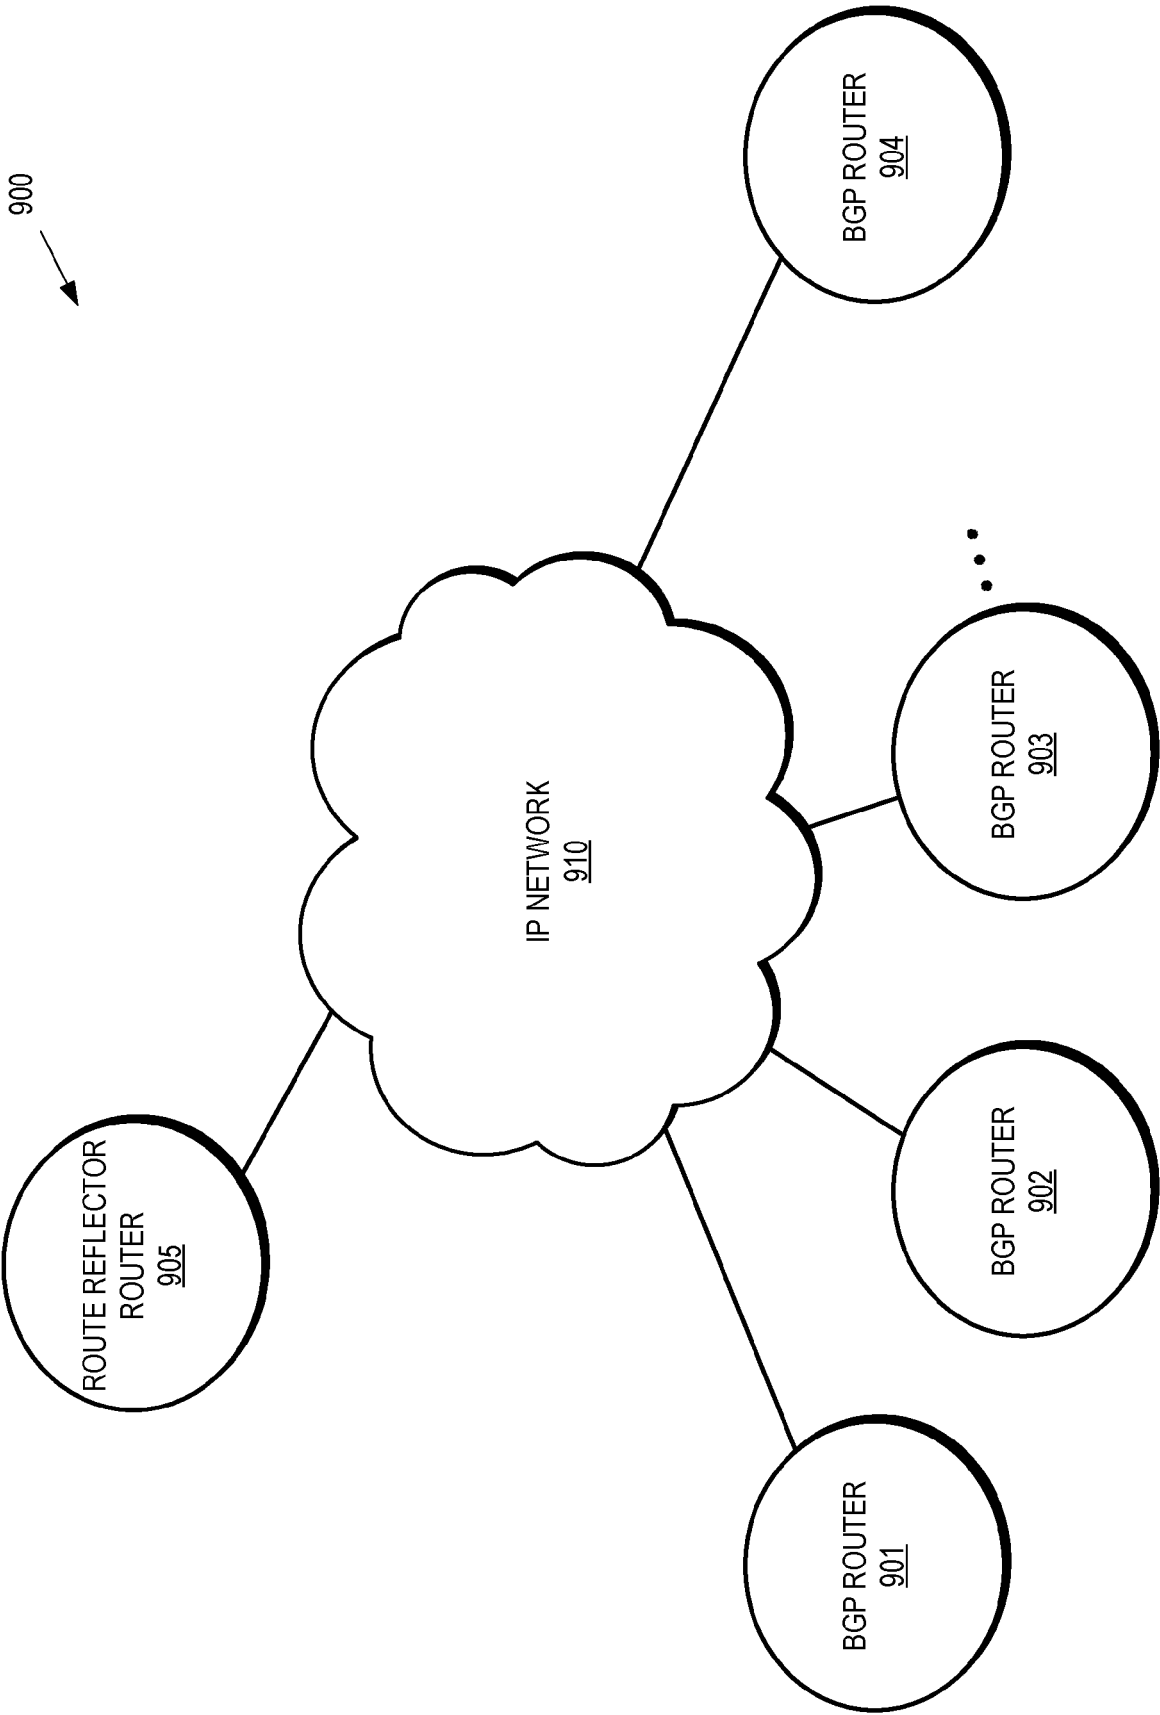 900
ROUTE REFLECTOR
ROUTER
905
IP NETWORK
910
BGP ROUTER
901
BGP ROUTER
902
BGP ROUTER
903
BGP ROUTER
904